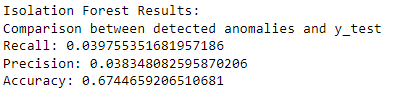 Isolation Forest Results:
Comparison between detected anomalies and y_test
Recall: 0.039755351681957186
Precision: 0.038348082595870206
Accuracy: 0.6744659206510681